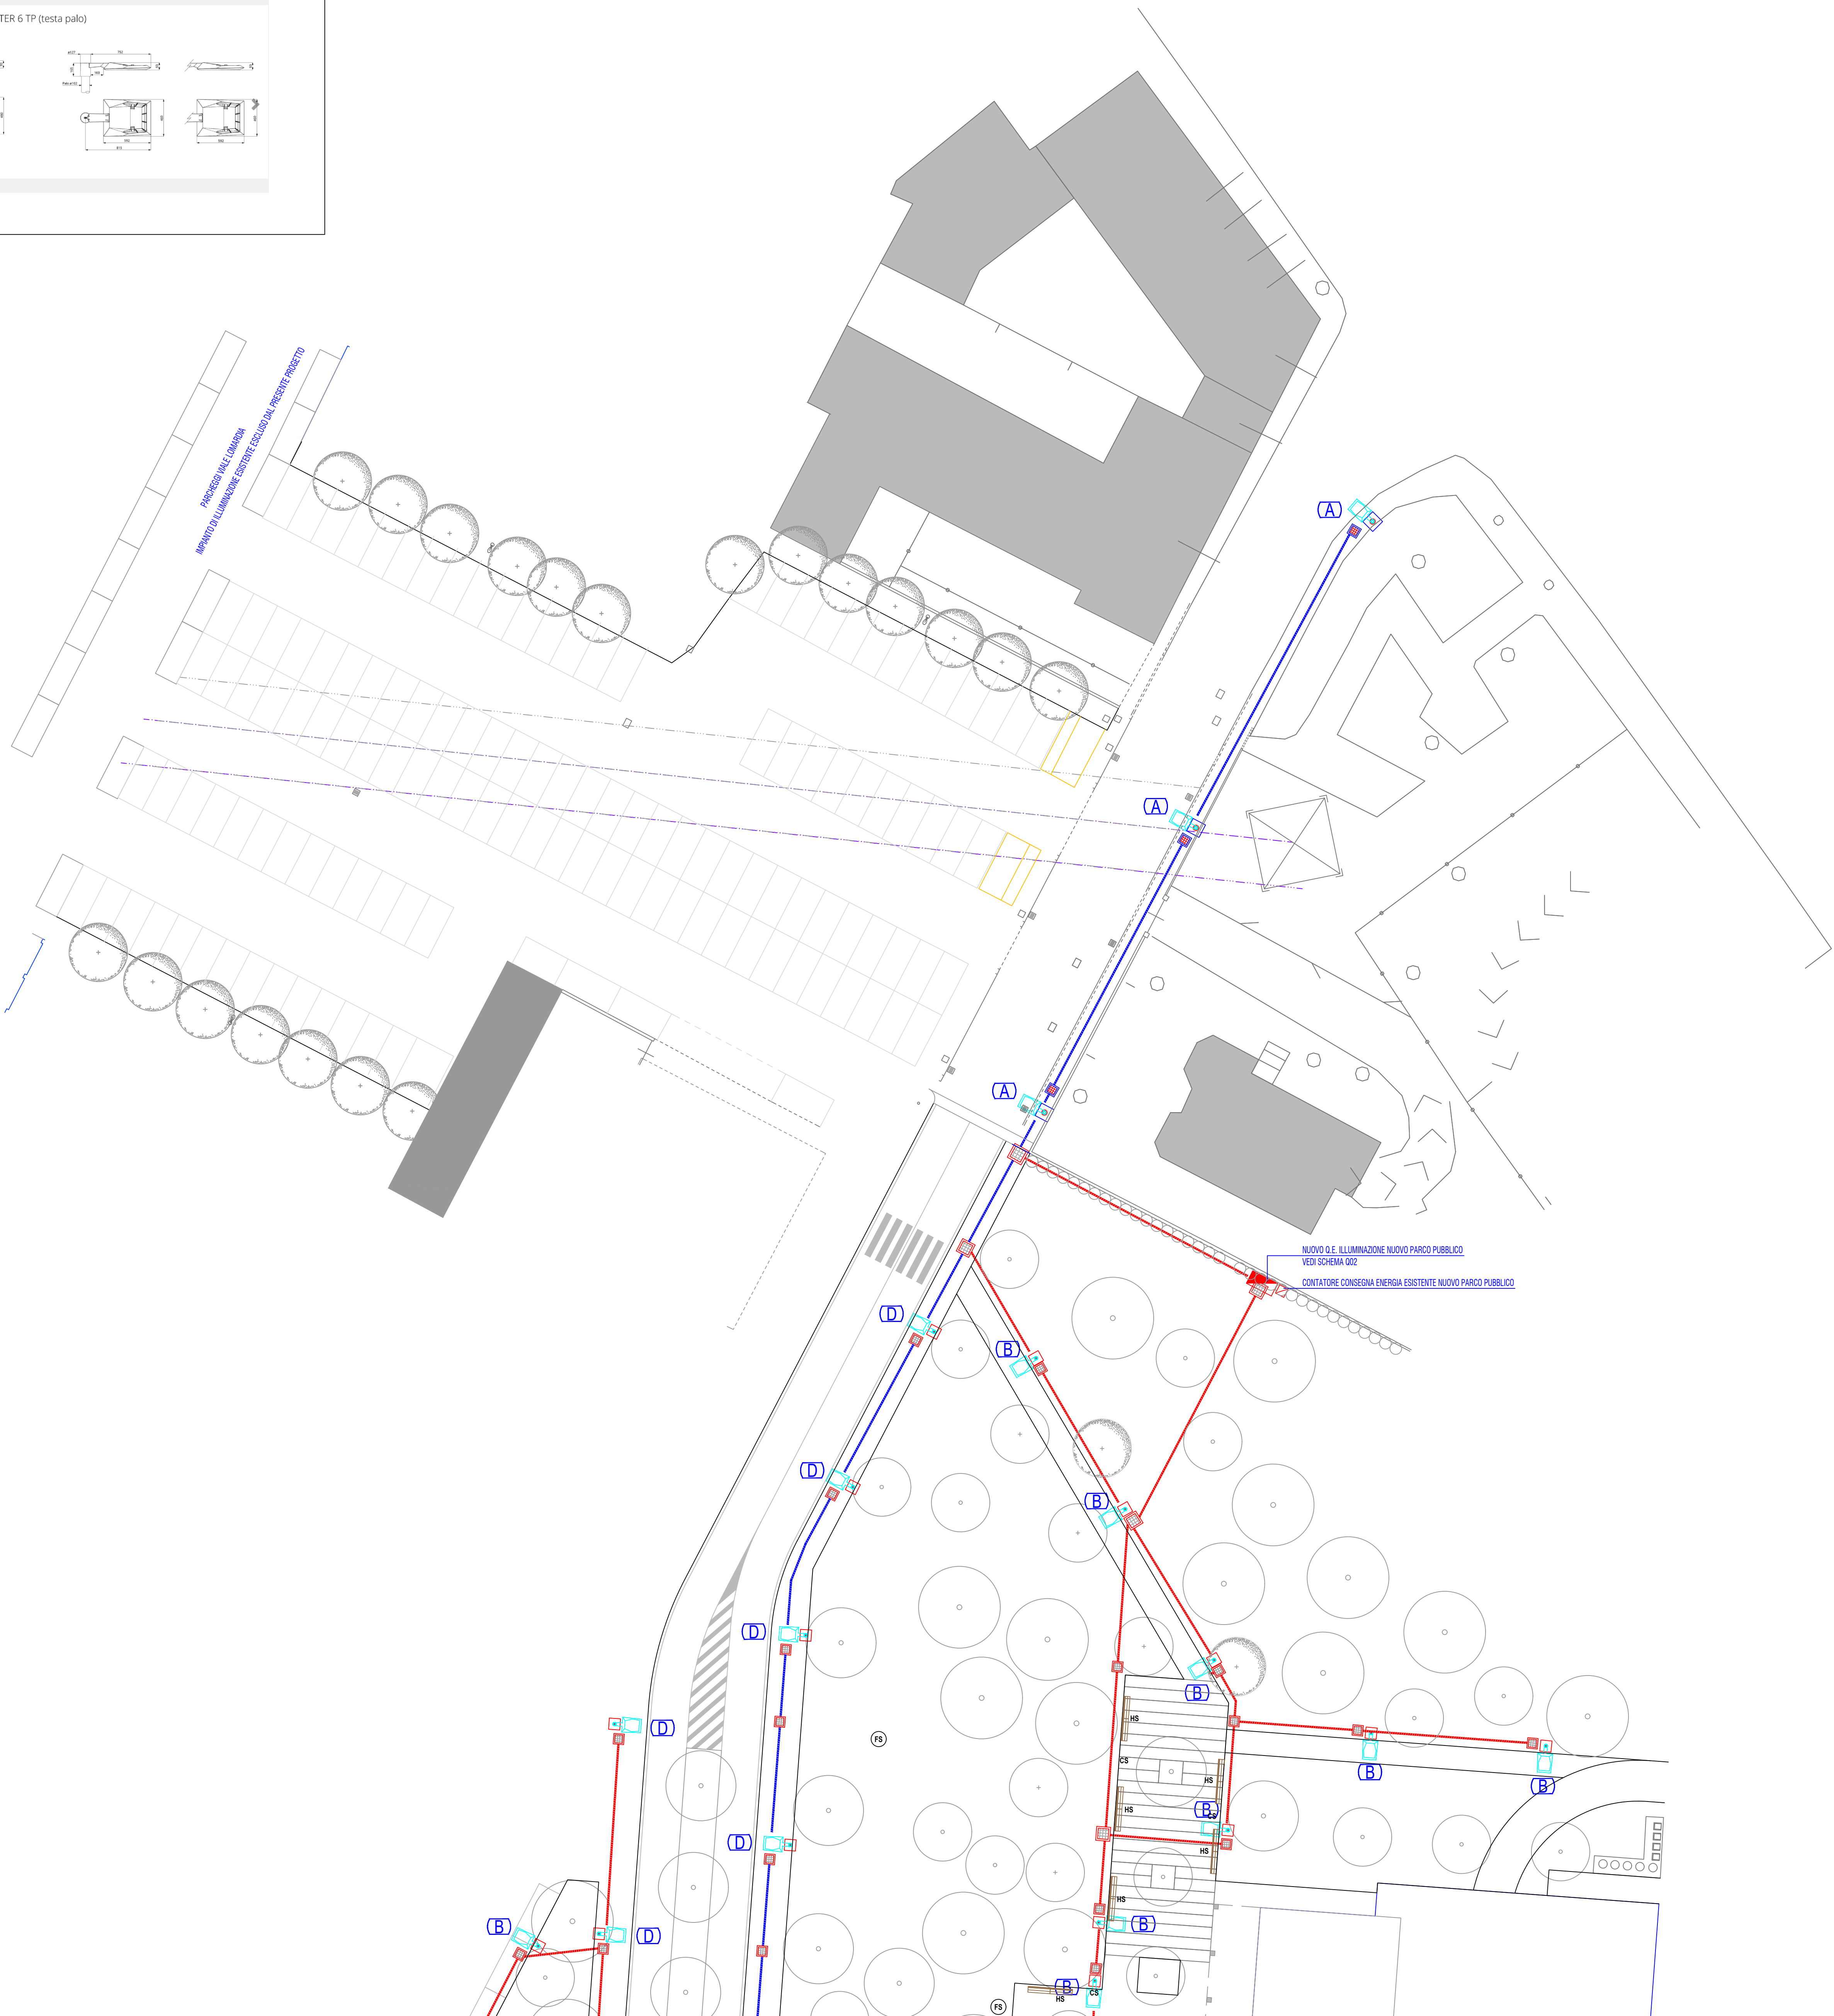 TER 6 TP (testa palo)
PARCHEGGI VIALE LOMARDIA
IMPIANTO DI ILLUMINAZIONE ESISTENTE ESCLUSO DAL PRESENTE PROGETTO
A
A
A
NUOVO Q.E. ILLUMINAZIONE NUOVO PARCO PUBBLICO
VEDI SCHEMA Q02
CONTATORE CONSEGNA ENERGIA ESISTENTE NUOVO PARCO PUBBLICO
D
B
D
B
D
B
D
FS
HS
CS
B
HS
B
HS
B
CS
D
HS
HS
B
D
B
B
HS
CS
FS